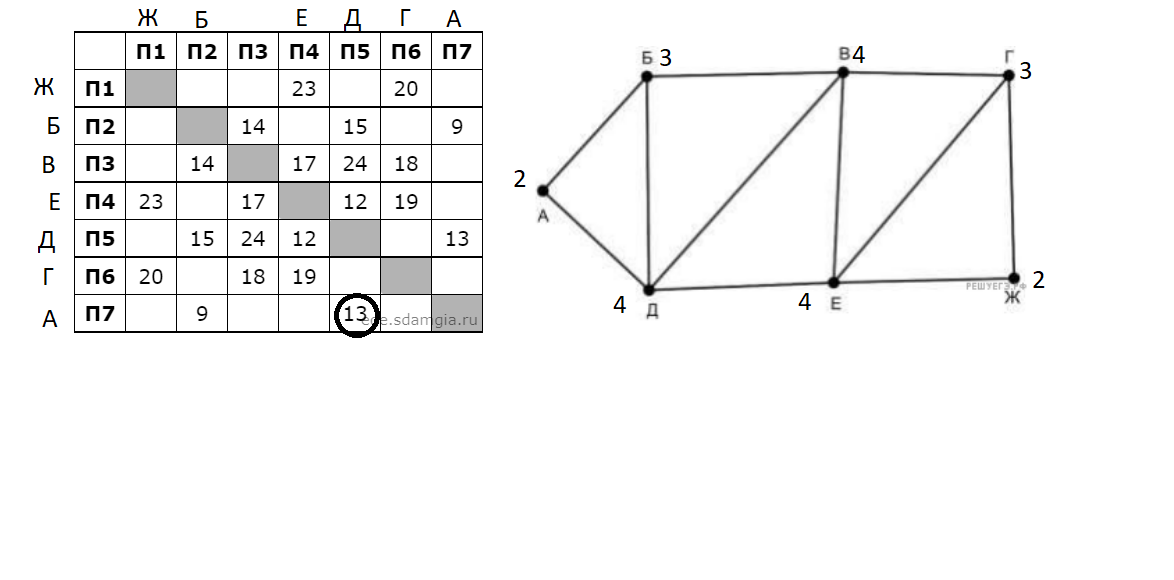 Ж Б Е Д Г А
П1 П2 П3 П4 П5 П6 П7
Ж П1 23 20
Б П2 14 15 9
В П3 14 17 24 18
Е П4 23 17 12 19
Д П5 15 24 12 13
Г П6 20 18 19
А П7 9 13
ege.sdamgia.ru
Б 3
В 4
Г 3
2
А
4 Д
4 Е
2
РЕШУЕГЭ.РФ
Ж